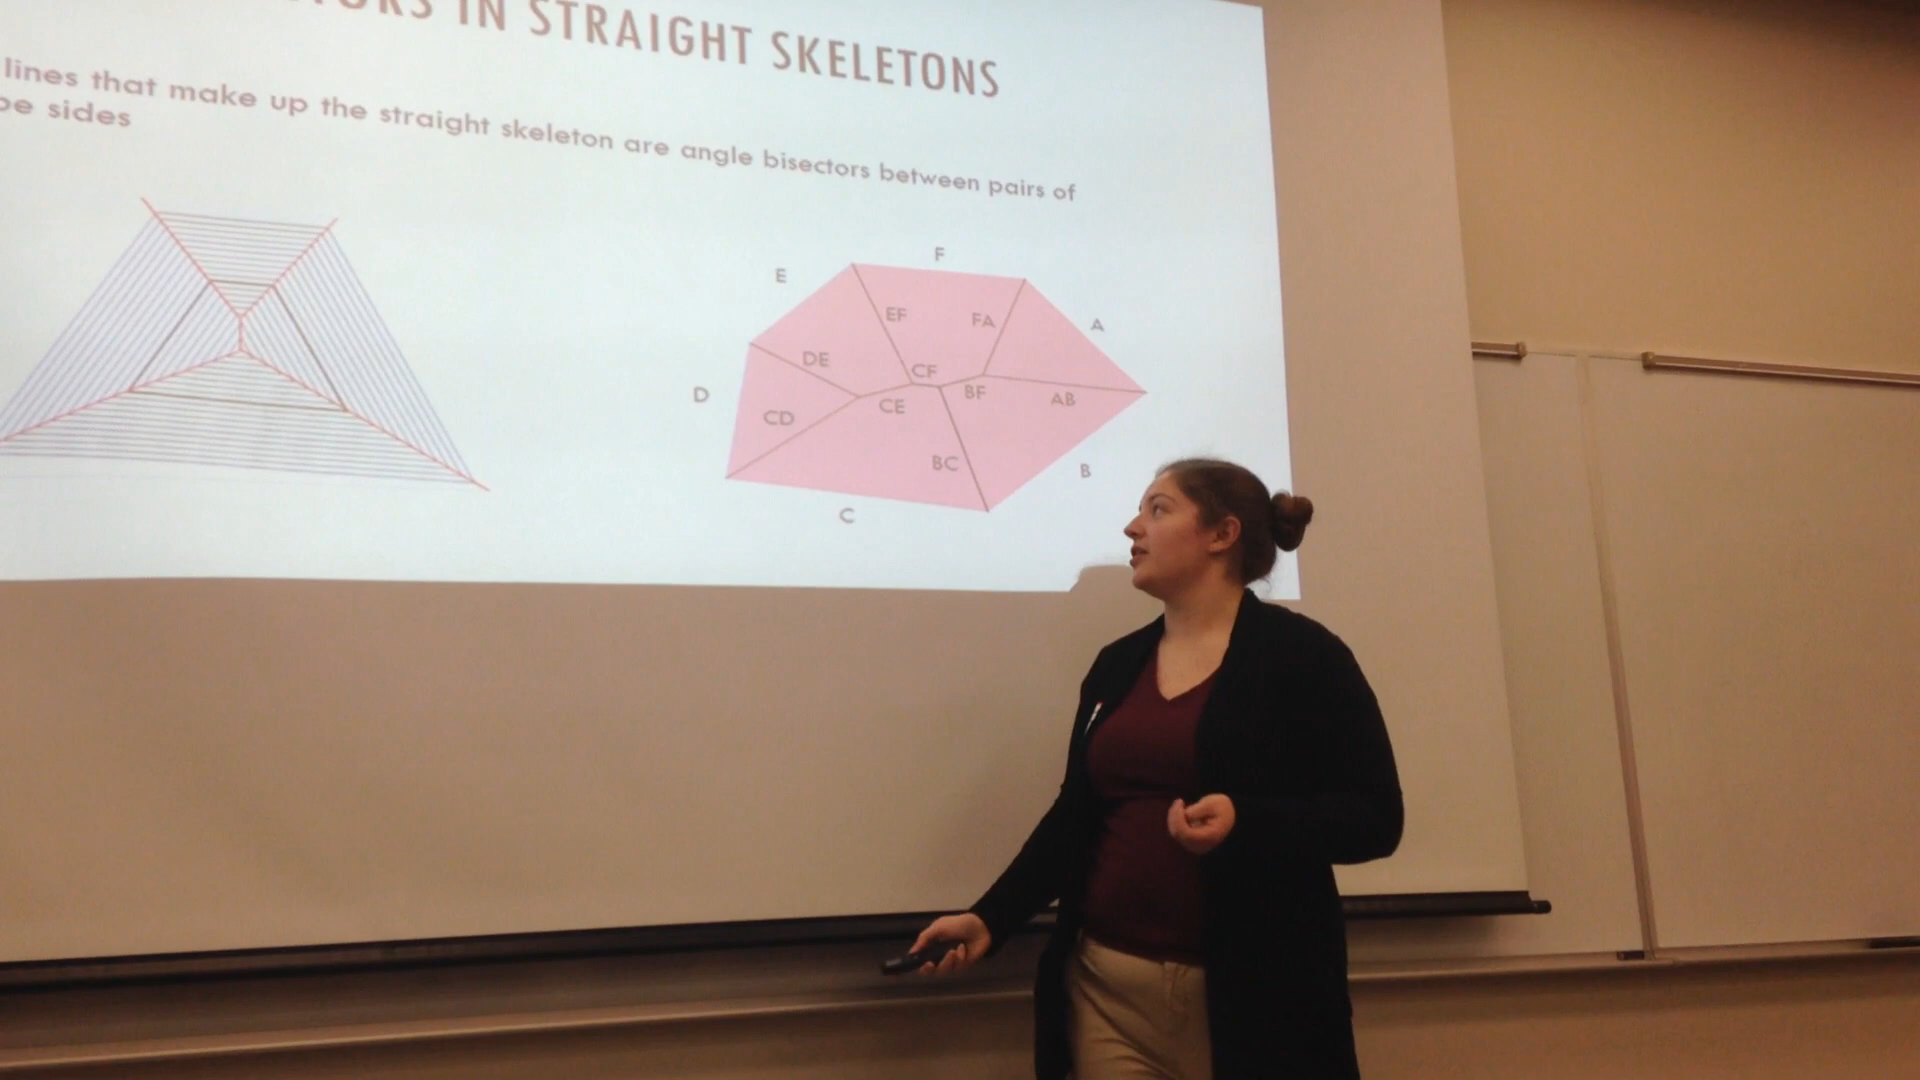 IN STRAIGHT SKELETONS
lines that make up the straight skeleton are angle bisectors between pairs of
sides
F
E
EF
FA
A
DE
CF
D
CE
BF
AB
CD
BC
B
C